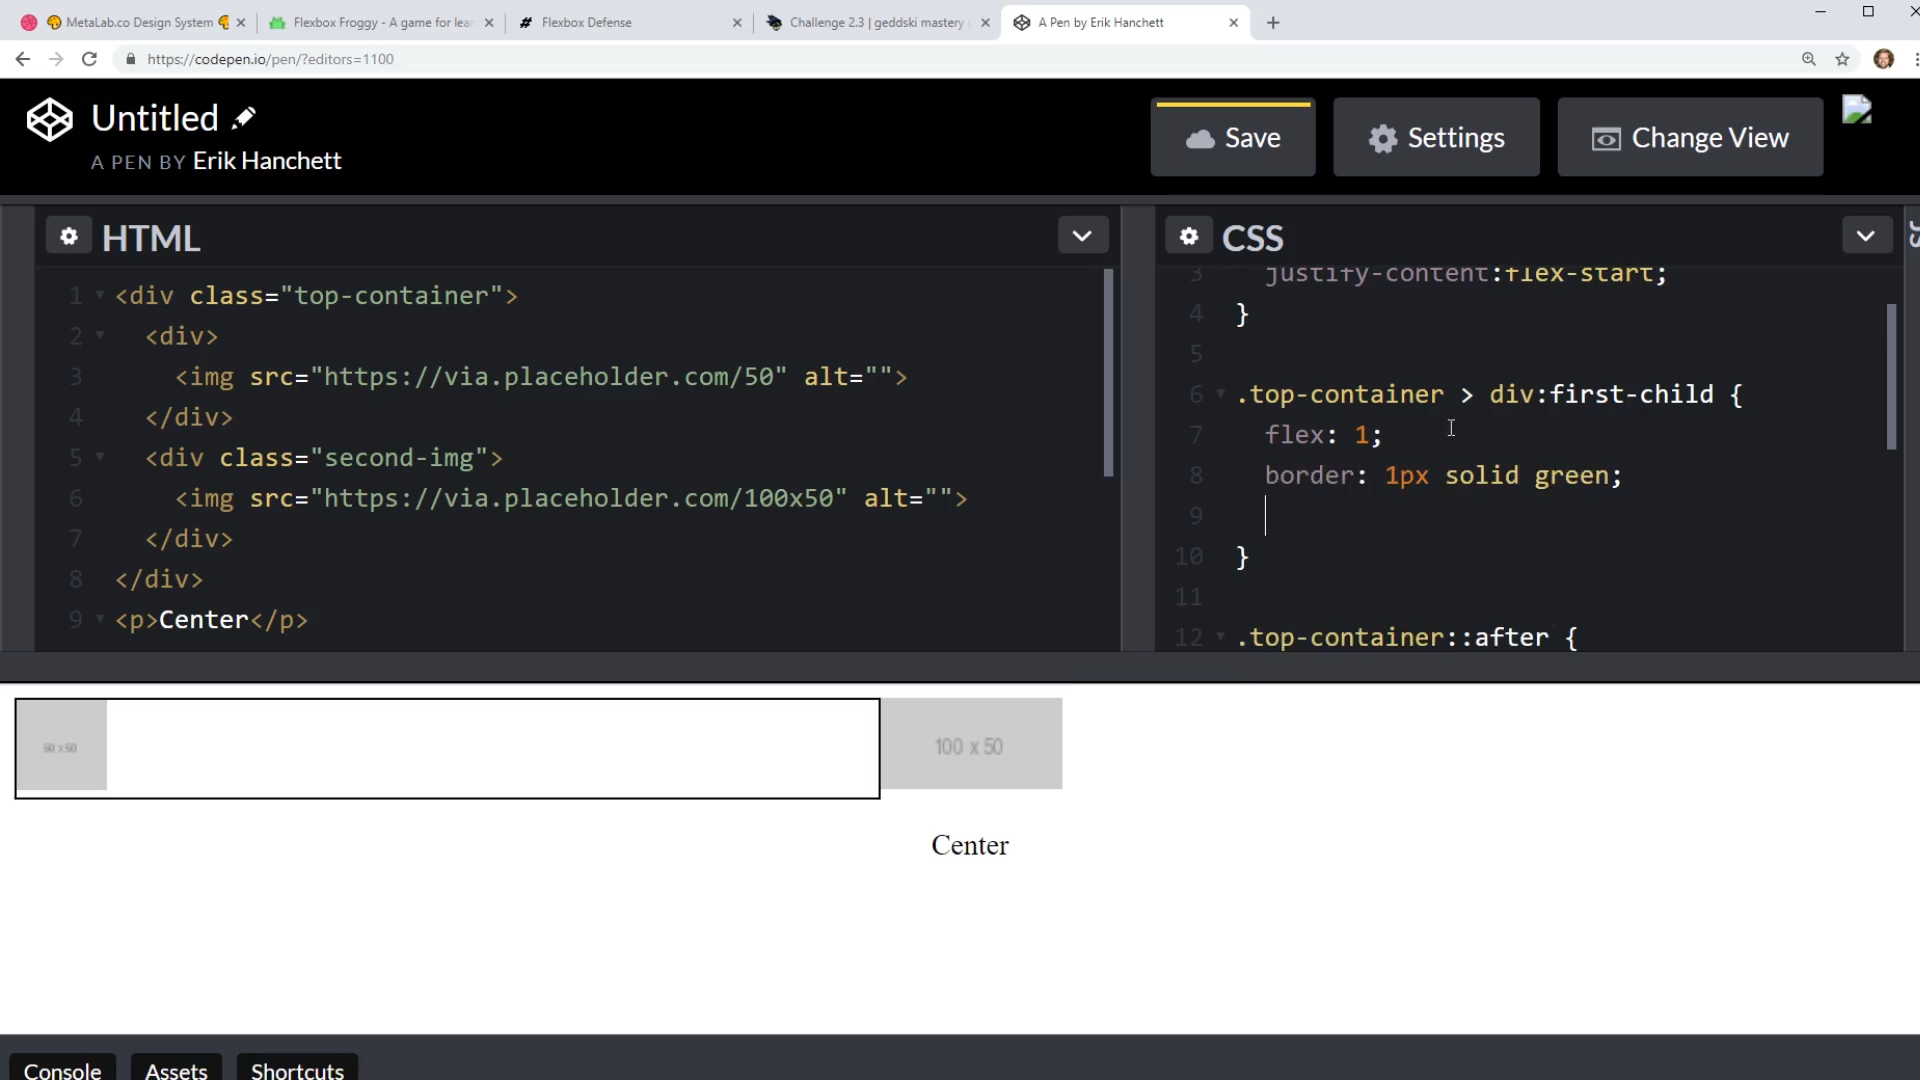 MetaLab.co Design System
Flexbox Froggy - A game for lea
Flexbox Defense
Challenge 2.3 | geddski mastery
A Pen by Erik Hanchett
https://codepen.io/pen/?editors=1100
Untitled
A PEN BY Erik Hanchett
Save
Settings
Change View
HTML
1 <div class="top-container">
2 <div>
3 <img src="https://via.placeholder.com/50" alt="">
4 </div>
5 <div class="second-img">
6 <img src="https://via.placeholder.com/100x50" alt="">
7 </div>
8 </div>
9 <p>Center</p>
CSS
JS
3 justify-content:flex-start;
4 }
5
6 .top-container > div:first-child {
7 flex: 1;
8 border: 1px solid green;
9
10 }
11
12 .top-container::after {
50 x 50
100 x 50
Center
Console
Assets
Shortcuts